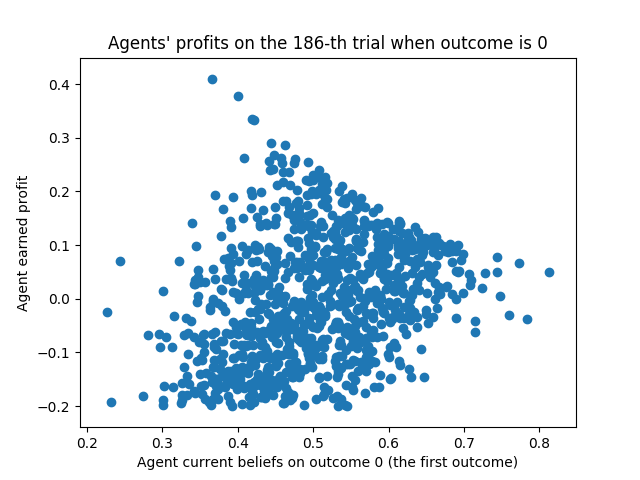 Agents' profits on the 186-th trial when outcome is 0
0.4
0.3
0.2
0.1
0.0
−0.1
−0.2
Agent earned profit
0.2 0.3 0.4 0.5 0.6 0.7 0.8
Agent current beliefs on outcome 0 (the first outcome)